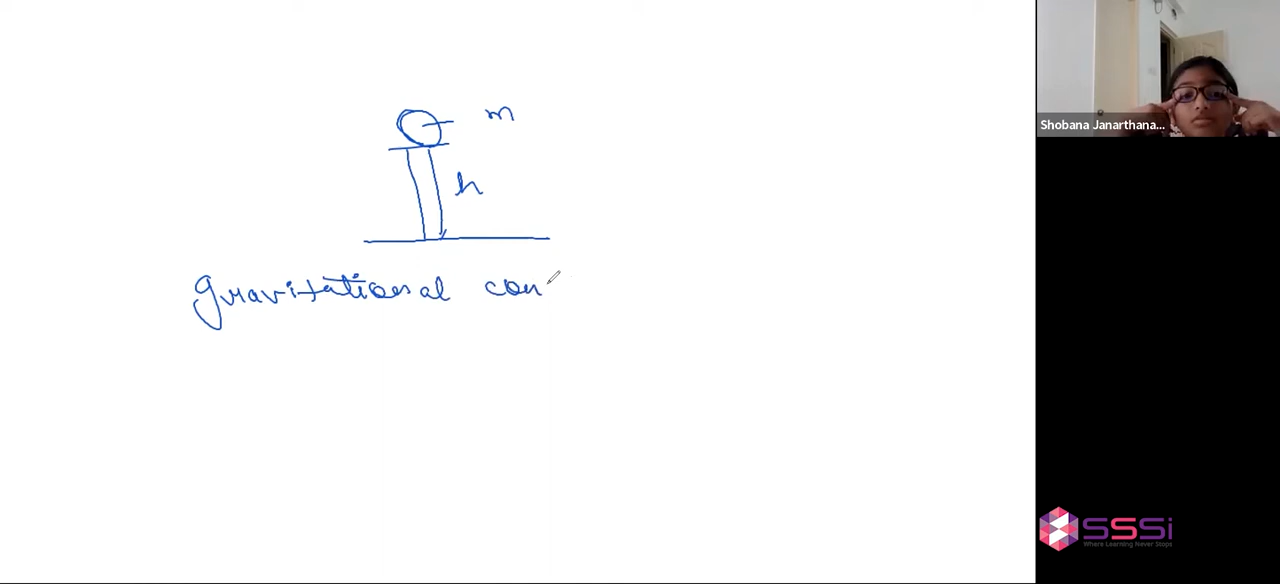 m
h
gravitational con
Shobana Janarthana...
SSSi
Where Learning Never Stops